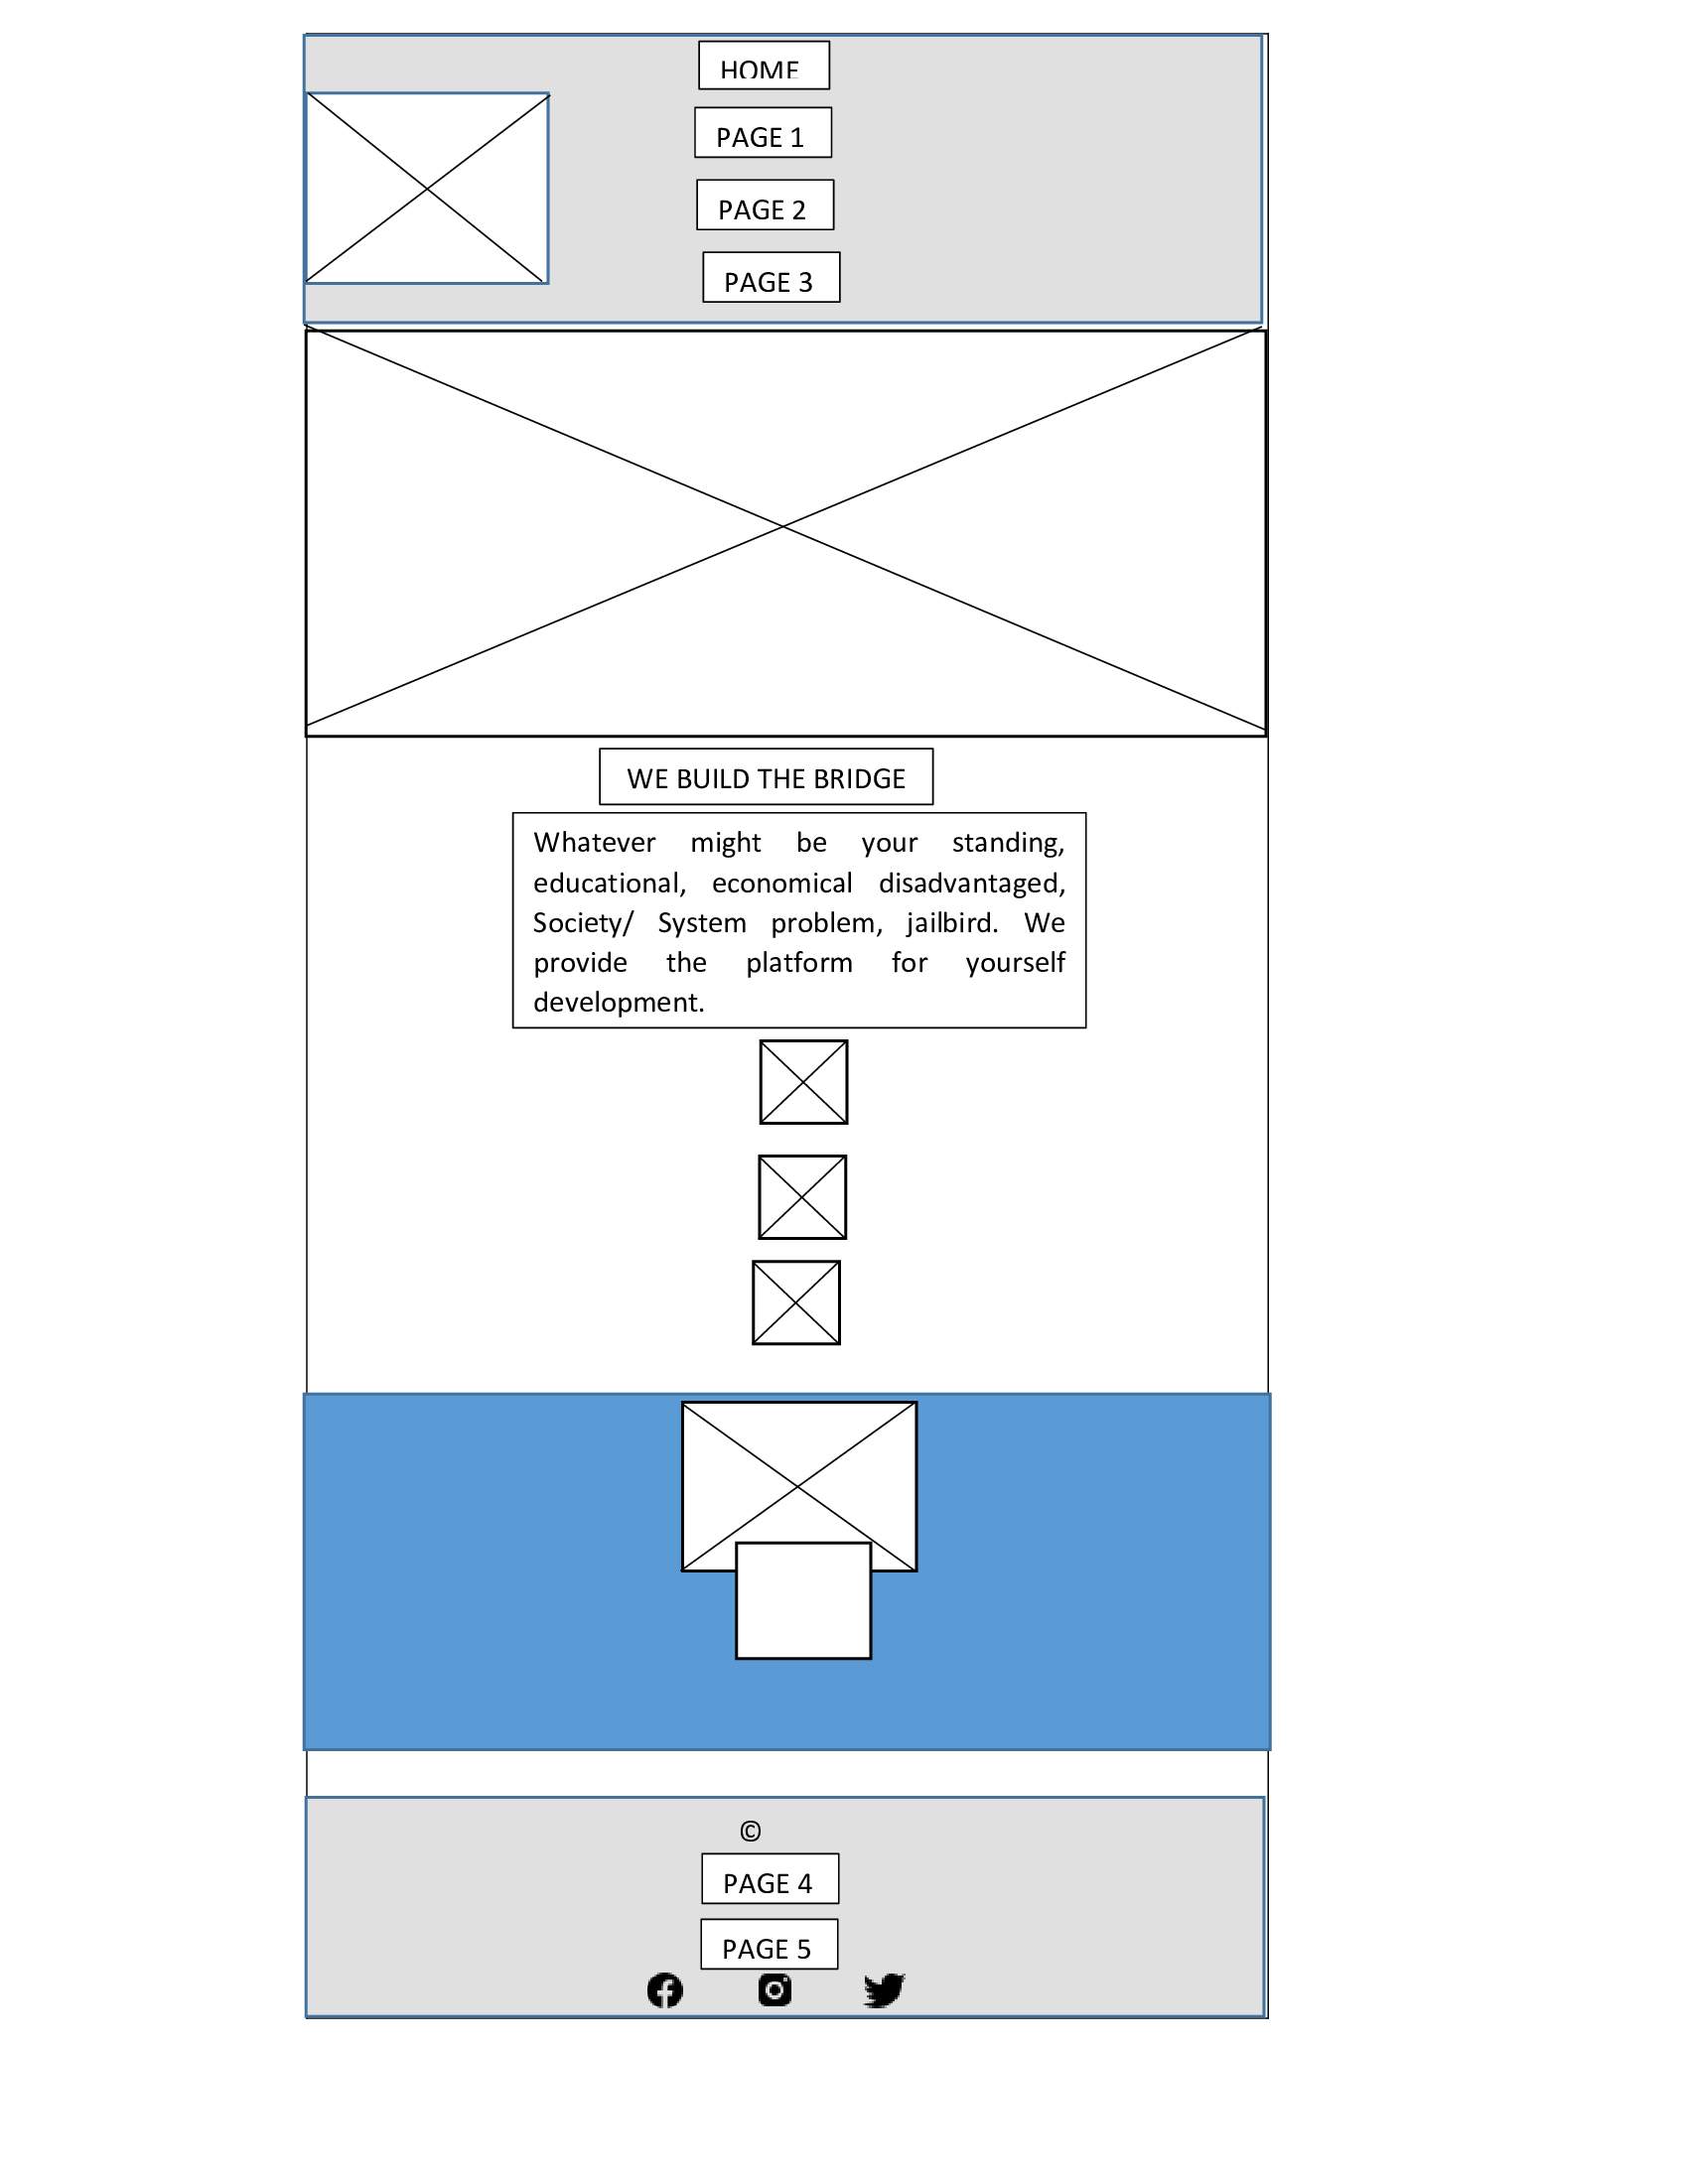 HOME
PAGE 1
PAGE 2
PAGE 3
WE BUILD THE BRIDGE
Whatever might be your standing,
educational, economical disadvantaged,
Society/ System problem, jailbird. We
provide the platform for yourself
development.
©
PAGE 4
PAGE 5